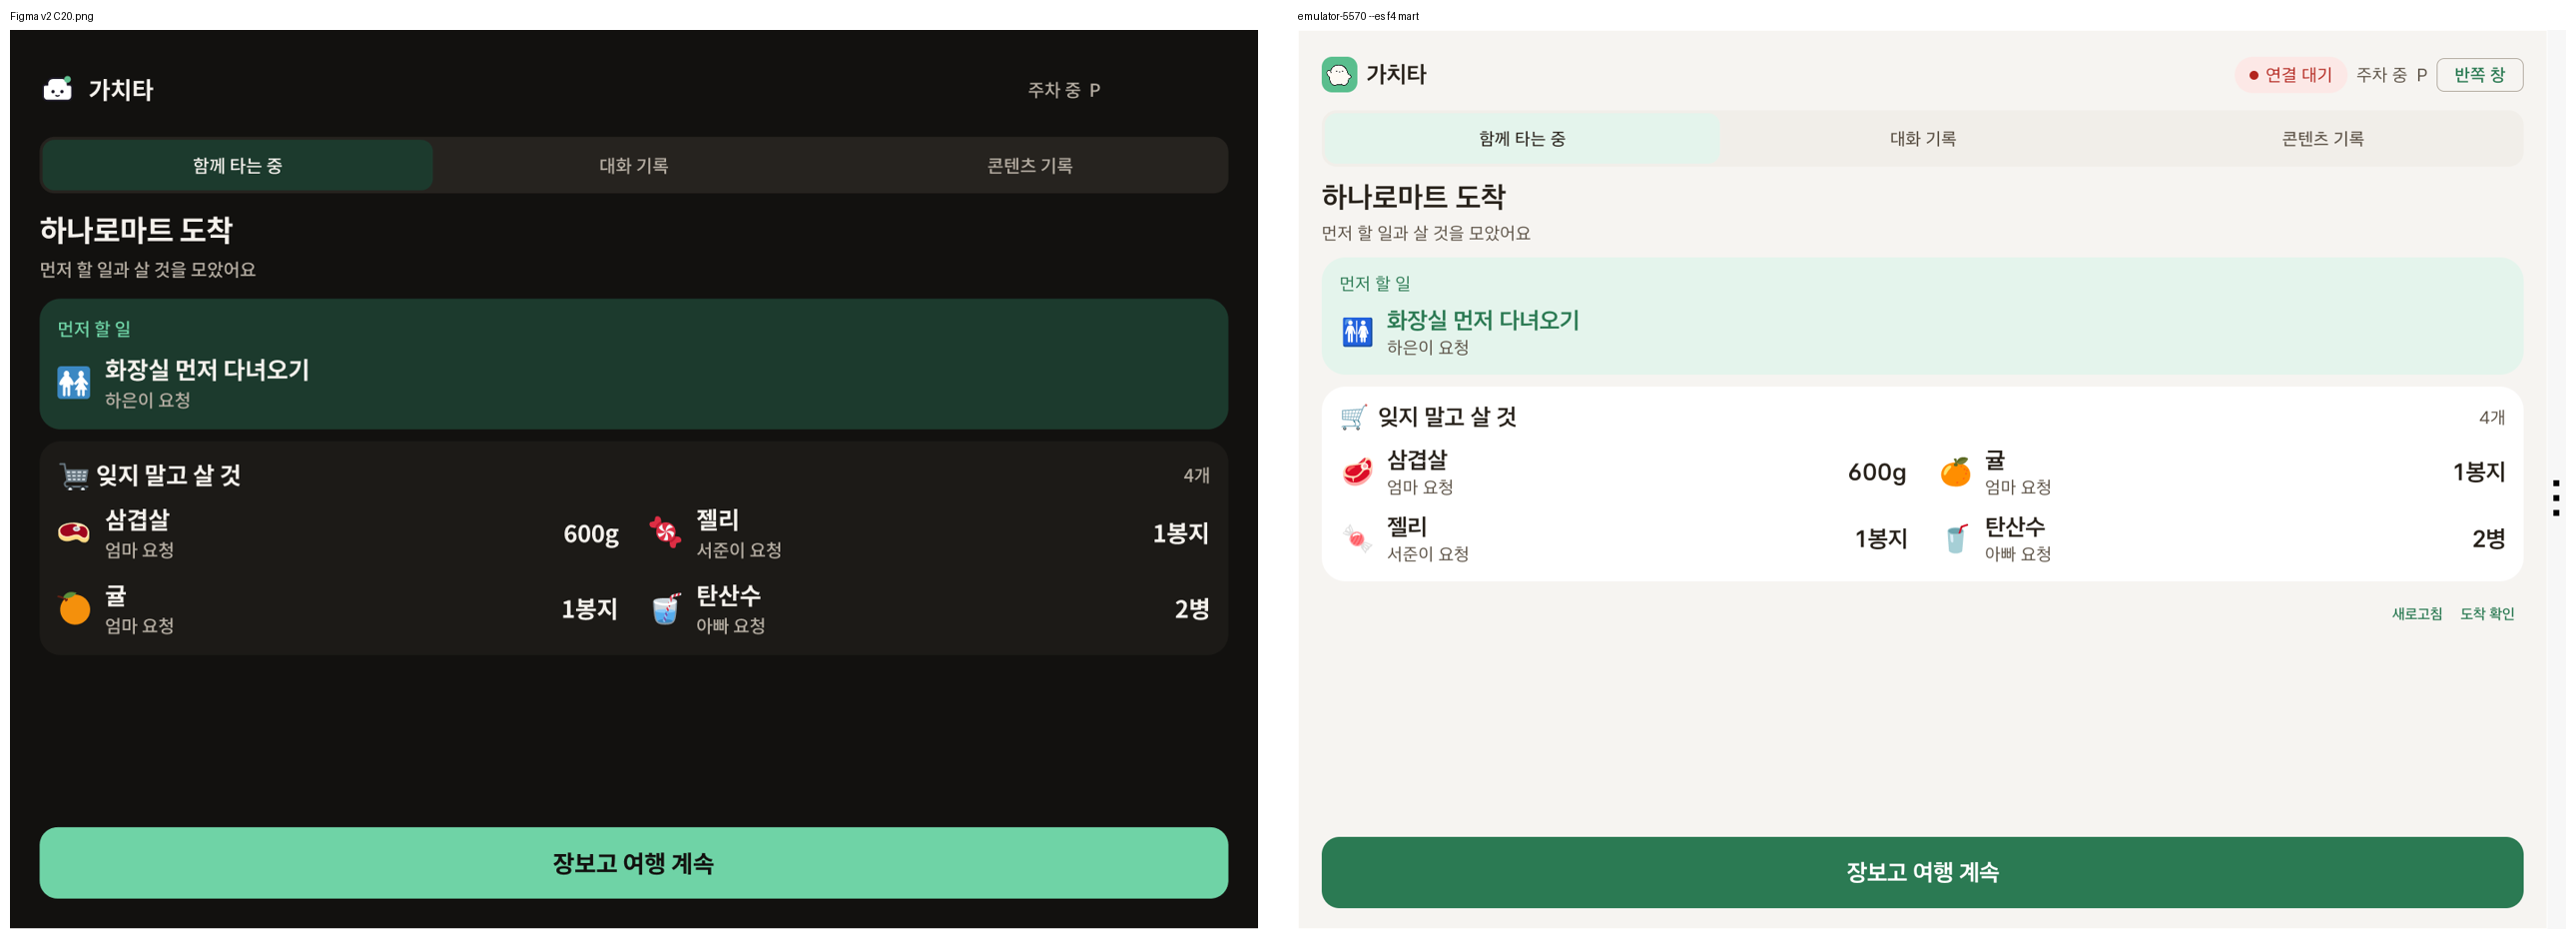 Figma v2 C20.png
가치타
주차 중 P
함께 타는 중 대화 기록 콘텐츠 기록
하나로마트 도착
먼저 할 일과 살 것을 모았어요
먼저 할 일
화장실 먼저 다녀오기
하은이 요청
잊지 말고 살 것 4개
삼겹살 600g 젤리 1봉지
엄마 요청 서준이 요청
귤 1봉지 탄산수 2병
엄마 요청 아빠 요청
장보고 여행 계속
emulator-5570 --es f4 mart
가치타 연결 대기 주차 중 P 반쪽 창
함께 타는 중 대화 기록 콘텐츠 기록
하나로마트 도착
먼저 할 일과 살 것을 모았어요
먼저 할 일
화장실 먼저 다녀오기
하은이 요청
잊지 말고 살 것 4개
삼겹살 600g 귤 1봉지
엄마 요청 엄마 요청
젤리 1봉지 탄산수 2병
서준이 요청 아빠 요청
새로고침 도착 확인
장보고 여행 계속